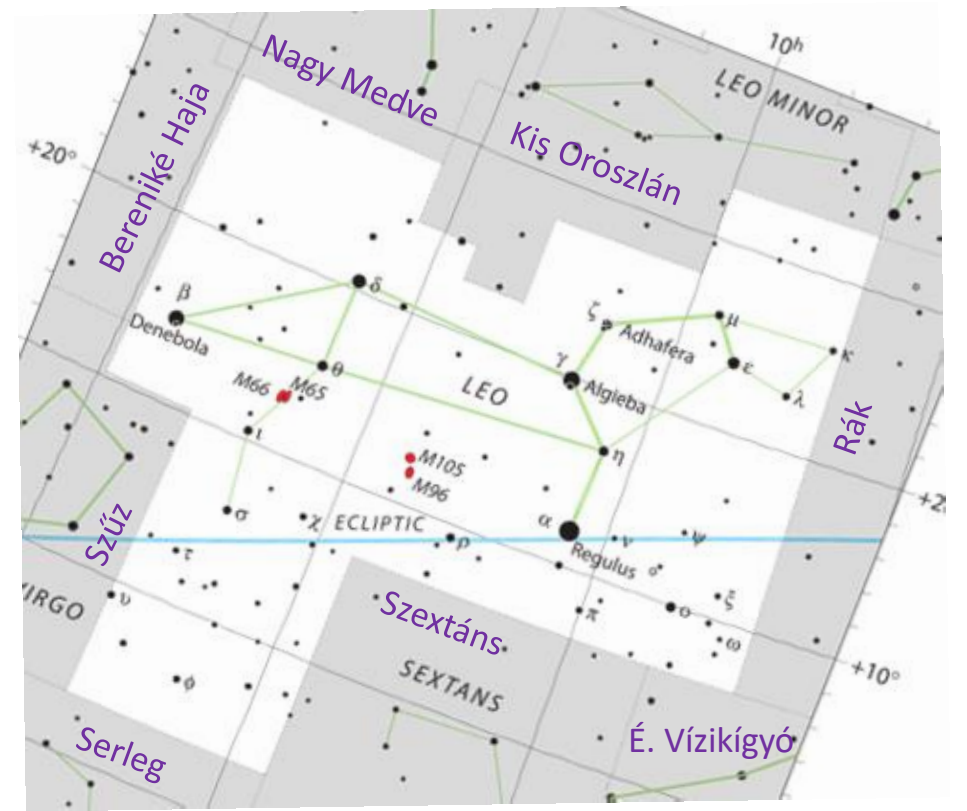 10h
Nagy Medve
LEO MINOR
Kis Oroszlán
+20°
Bereniké Haja
β
Denebola
δ
ζ
Adhafera
μ
κ
ε
λ
γ
Algieba
θ
LEO
M66
M65
Rák
ι
η
M105
M96
α
Regulus
σ
χ
ECLIPTIC
ρ
ν
ψ
Szűz
τ
υ
VIRGO
π
ο
ξ
ω
Szextáns
SEXTANS
+10°
ϕ
Serleg
É. Vízikígyó